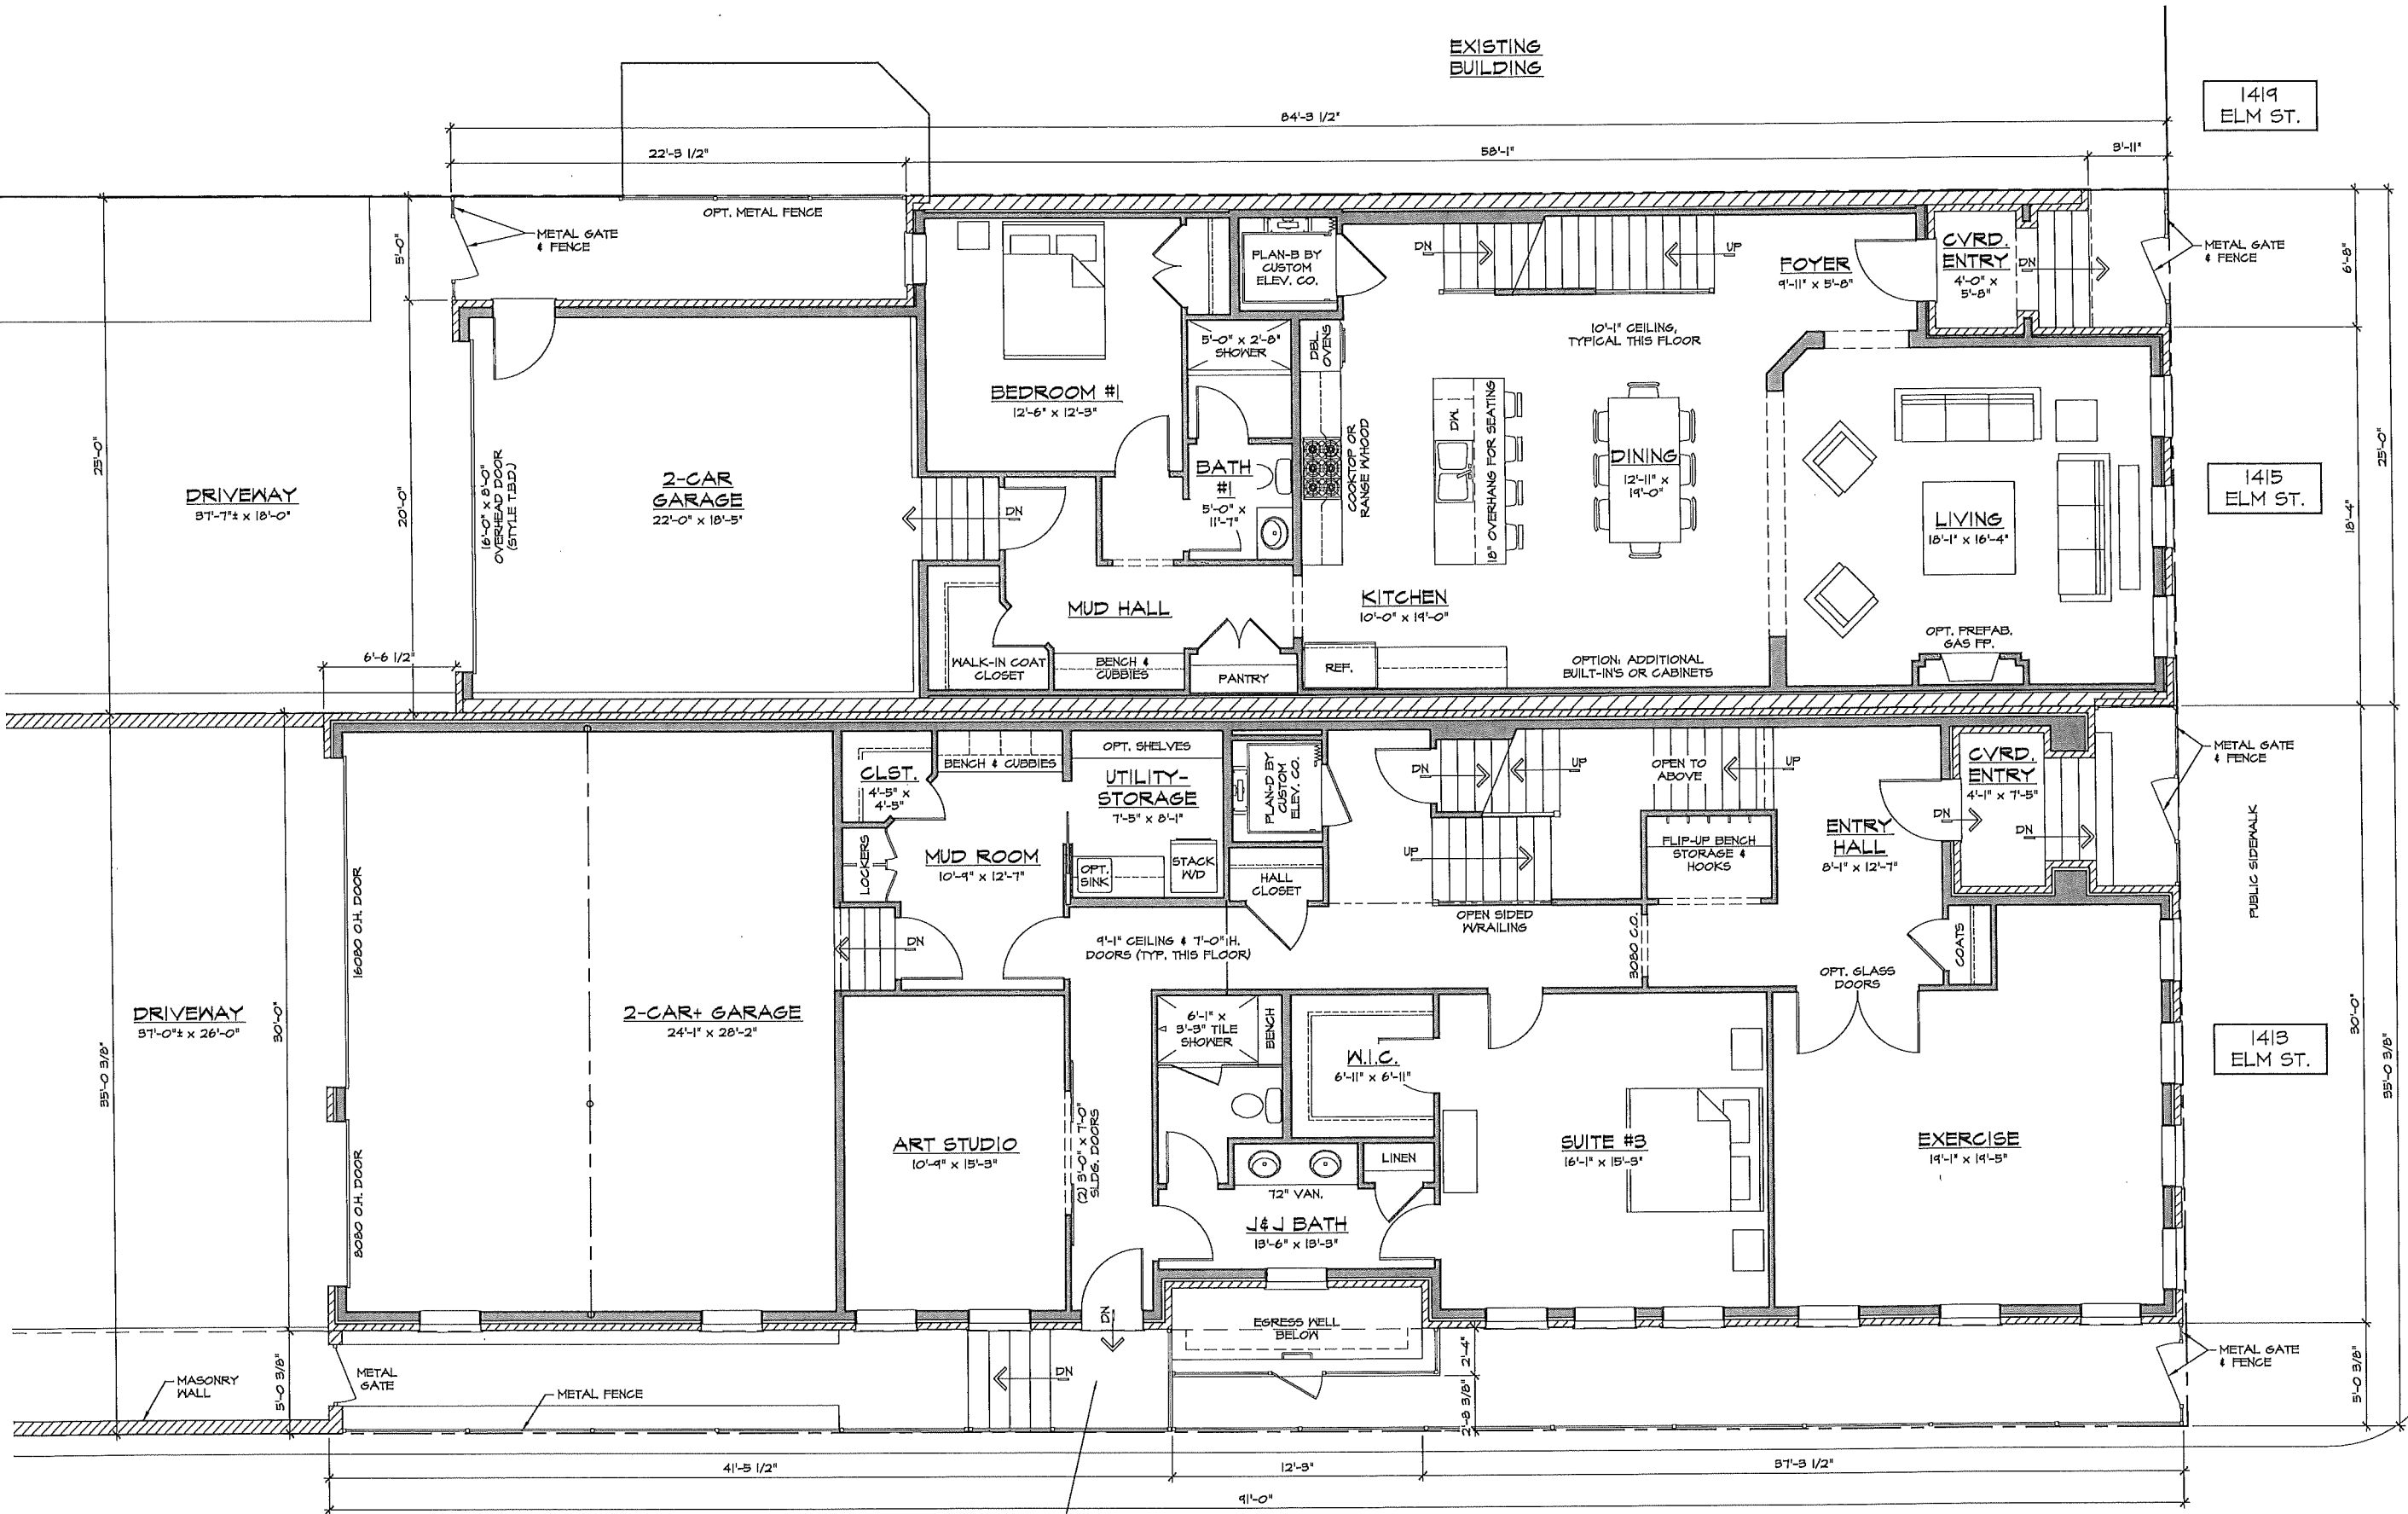 EXISTING
BUILDING
1419
ELM ST.
84'-3 1/2"
22'-3 1/2"
58'-1"
3'-11"
OPT. METAL FENCE
METAL GATE
& FENCE
5'-0"
25'-0"
20'-0"
DRIVEWAY
37'-7"± x 18'-0"
16'-0" x 8'-0"
OVERHEAD DOOR
(STYLE T.B.D.)
2-CAR
GARAGE
22'-0" x 18'-5"
6'-6 1/2"
BEDROOM #1
12'-6" x 12'-3"
PLAN-B BY
CUSTOM
ELEV. CO.
5'-0" x 2'-8"
SHOWER
BATH
#1
5'-0" x
11'-7"
DN
MUD HALL
WALK-IN COAT
CLOSET
BENCH &
CUBBIES
PANTRY
DBL.
OVENS
COOKTOP OR
RANGE W/HOOD
DW.
18" OVERHANG FOR SEATING
KITCHEN
10'-0" x 19'-0"
REF.
DN
UP
10'-1" CEILING,
TYPICAL THIS FLOOR
DINING
12'-11" x
19'-0"
OPTION: ADDITIONAL
BUILT-IN'S OR CABINETS
FOYER
9'-11" x 5'-8"
CVRD.
ENTRY
4'-0" x
5'-8"
DN
METAL GATE
& FENCE
6'-8"
25'-0"
18'-4"
LIVING
18'-1" x 16'-4"
OPT. PREFAB.
GAS FP.
1415
ELM ST.
DRIVEWAY
37'-0"± x 26'-0"
35'-0 3/8"
30'-0"
16080 O.H. DOOR
8080 O.H. DOOR
2-CAR+ GARAGE
24'-1" x 28'-2"
CLST.
4'-5" x
4'-5"
BENCH & CUBBIES
LOCKERS
MUD ROOM
10'-9" x 12'-7"
DN
OPT. SHELVES
UTILITY-
STORAGE
7'-5" x 8'-1"
OPT.
SINK
STACK
W/D
PLAN-D BY
CUSTOM
ELEV. CO.
HALL
CLOSET
DN
UP
UP
OPEN TO
ABOVE
UP
FLIP-UP BENCH
STORAGE &
HOOKS
OPEN SIDED
W/RAILING
3080 C.O.
9'-1" CEILING & 7'-0" H.
DOORS (TYP. THIS FLOOR)
ENTRY
HALL
8'-1" x 12'-7"
CVRD.
ENTRY
4'-1" x 7'-5"
DN
DN
METAL GATE
& FENCE
PUBLIC SIDEWALK
COATS
OPT. GLASS
DOORS
ART STUDIO
10'-9" x 15'-3"
(2) 3'-0" x 7'-0"
SLDG. DOORS
6'-1" x
3'-3" TILE
SHOWER
BENCH
W.I.C.
6'-11" x 6'-11"
LINEN
72" VAN.
J&J BATH
13'-6" x 13'-3"
SUITE #3
16'-1" x 15'-3"
EXERCISE
19'-1" x 19'-5"
1413
ELM ST.
30'-0"
35'-0 3/8"
DN
DN
EGRESS WELL
BELOW
2'-4"
2'-8 3/8"
METAL GATE
& FENCE
5'-0 3/8"
MASONRY
WALL
5'-0 3/8"
METAL
GATE
METAL FENCE
41'-5 1/2"
12'-3"
37'-3 1/2"
91'-0"